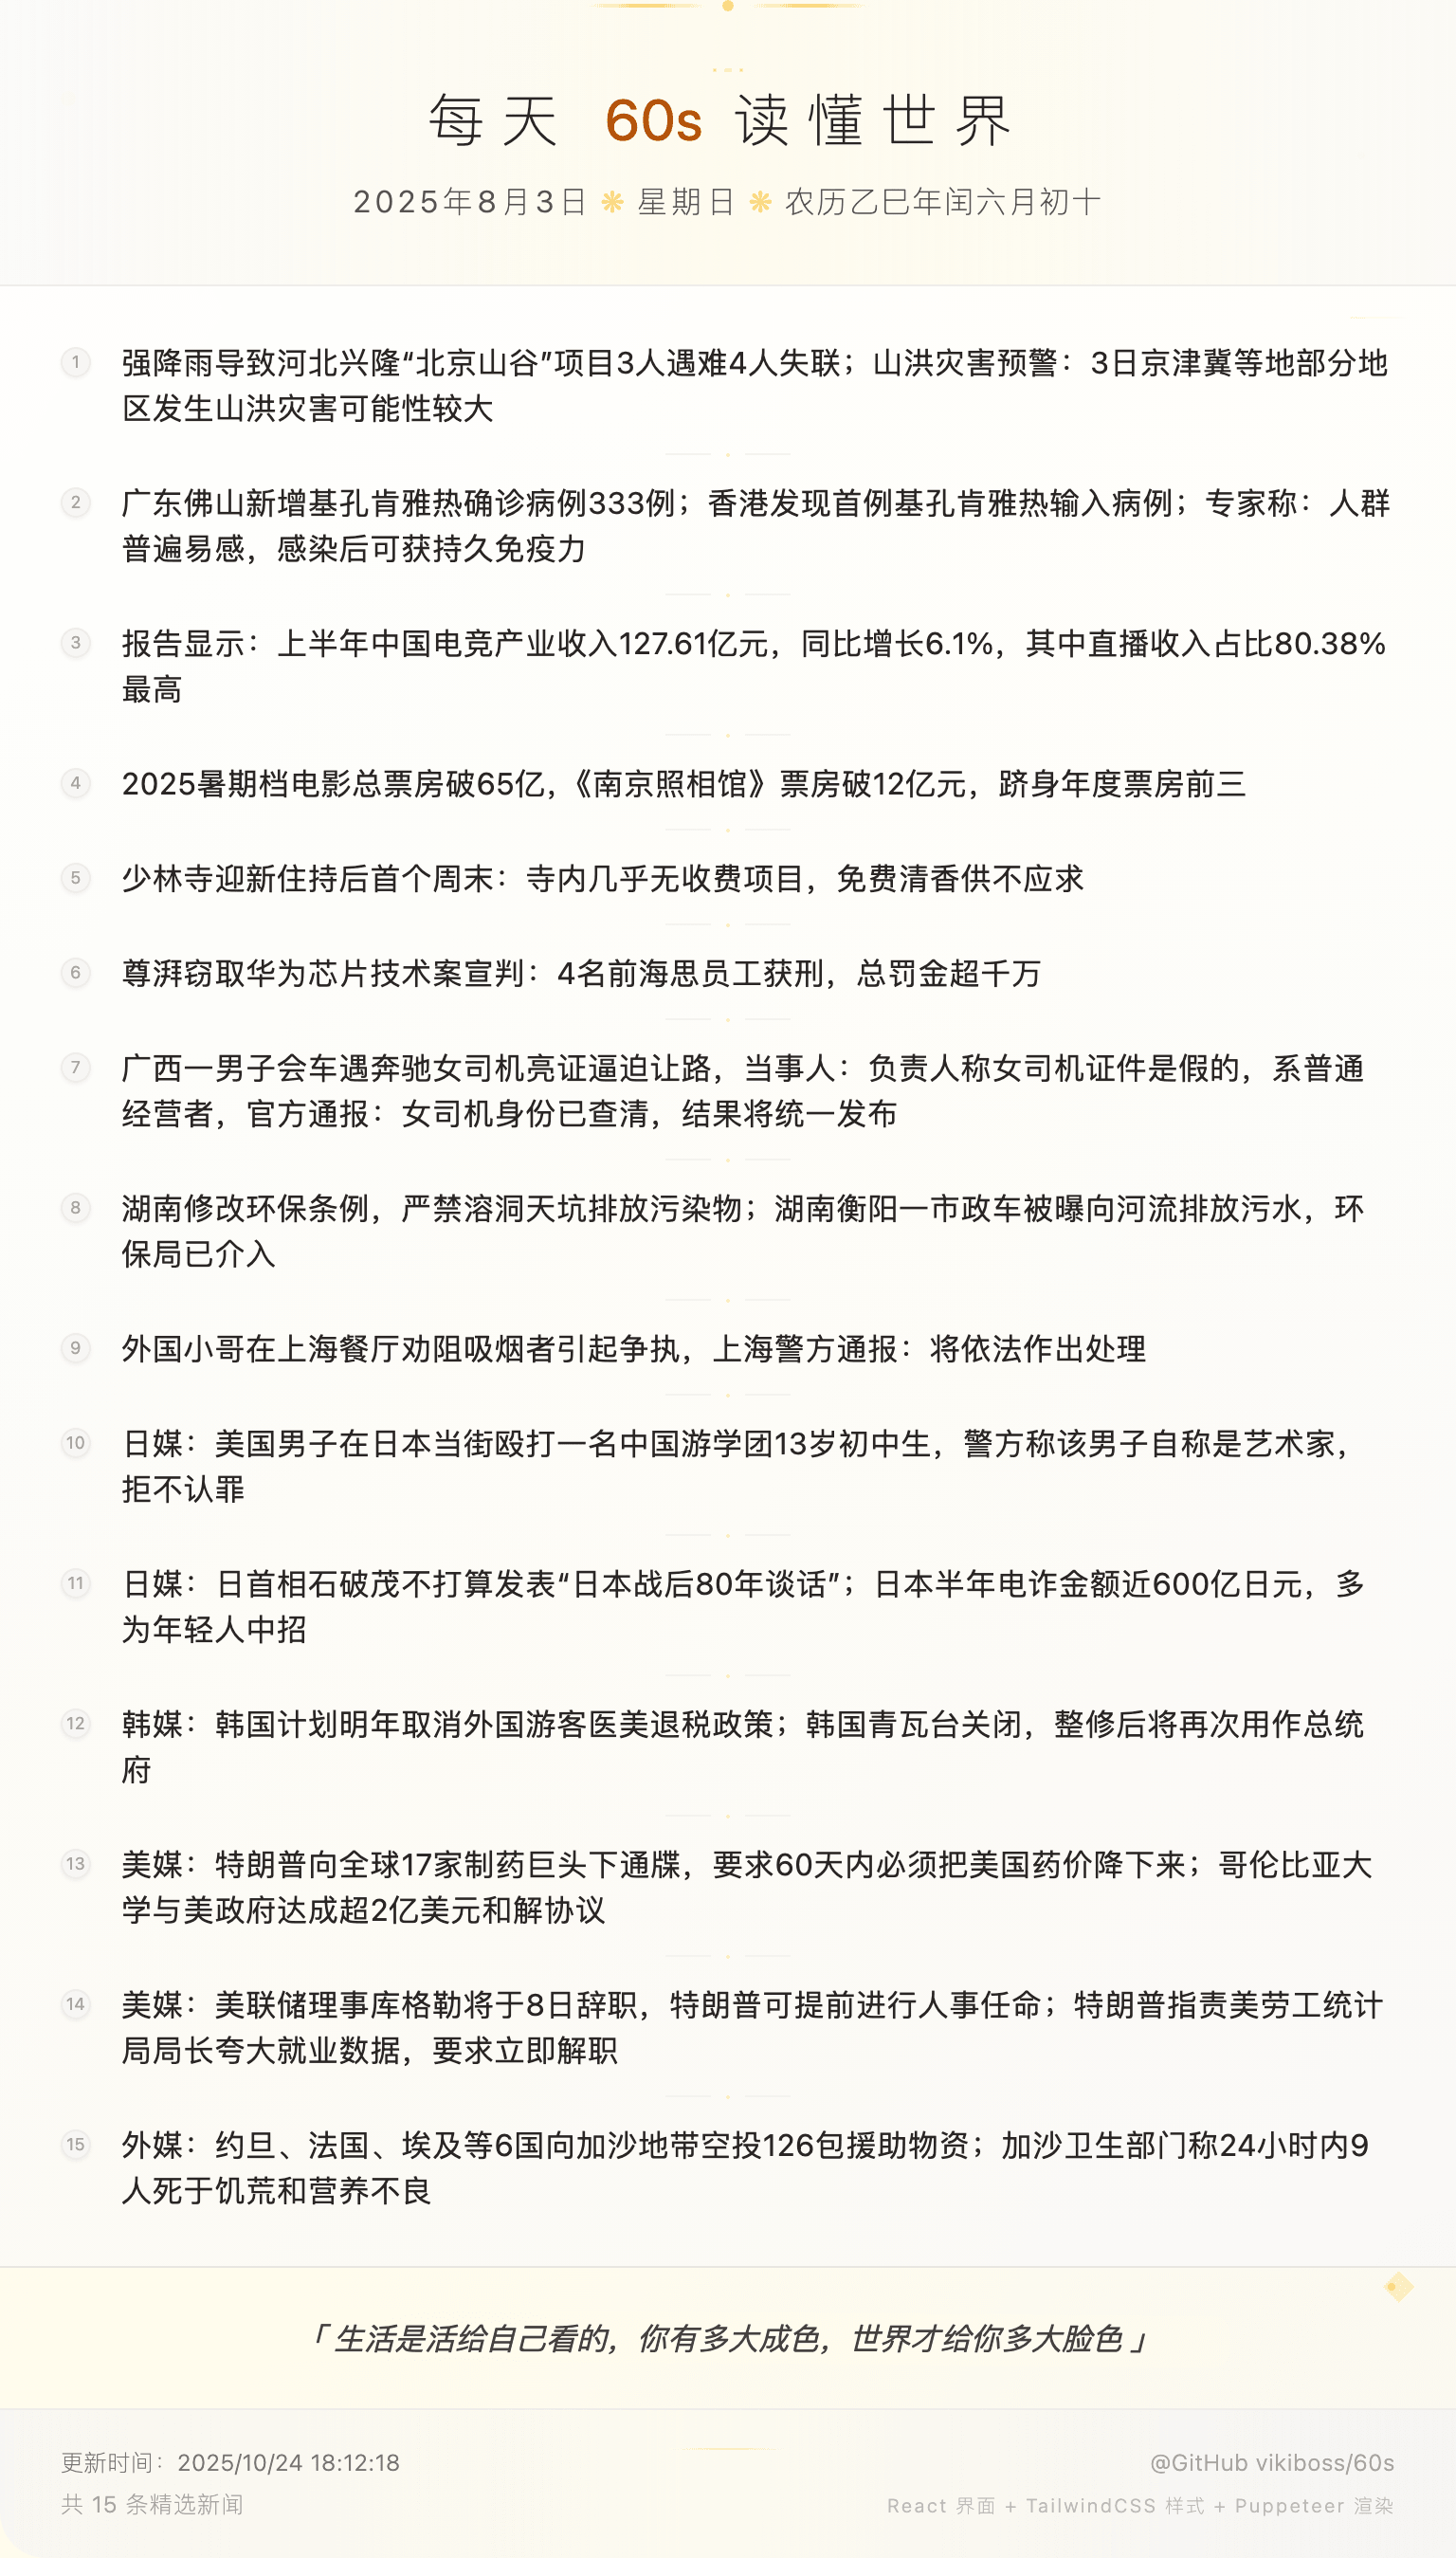 每天 60s 读懂世界
2025年8月3日 ❋ 星期日 ❋ 农历乙巳年闰六月初十
1 强降雨导致河北兴隆“北京山谷”项目3人遇难4人失联；山洪灾害预警：3日京津冀等地部分地
区发生山洪灾害可能性较大
2 广东佛山新增基孔肯雅热确诊病例333例；香港发现首例基孔肯雅热输入病例；专家称：人群
普遍易感，感染后可获持久免疫力
3 报告显示：上半年中国电竞产业收入127.61亿元，同比增长6.1%，其中直播收入占比80.38%
最高
4 2025暑期档电影总票房破65亿，《南京照相馆》票房破12亿元，跻身年度票房前三
5 少林寺迎新住持后首个周末：寺内几乎无收费项目，免费清香供不应求
6 尊湃窃取华为芯片技术案宣判：4名前海思员工获刑，总罚金超千万
7 广西一男子会车遇奔驰女司机亮证逼迫让路，当事人：负责人称女司机证件是假的，系普通
经营者，官方通报：女司机身份已查清，结果将统一发布
8 湖南修改环保条例，严禁溶洞天坑排放污染物；湖南衡阳一市政车被曝向河流排放污水，环
保局已介入
9 外国小哥在上海餐厅劝阻吸烟者引起争执，上海警方通报：将依法作出处理
10 日媒：美国男子在日本当街殴打一名中国游学团13岁初中生，警方称该男子自称是艺术家，
拒不认罪
11 日媒：日首相石破茂不打算发表“日本战后80年谈话”；日本半年电诈金额近600亿日元，多
为年轻人中招
12 韩媒：韩国计划明年取消外国游客医美退税政策；韩国青瓦台关闭，整修后将再次用作总统
府
13 美媒：特朗普向全球17家制药巨头下通牒，要求60天内必须把美国药价降下来；哥伦比亚大
学与美政府达成超2亿美元和解协议
14 美媒：美联储理事库格勒将于8日辞职，特朗普可提前进行人事任命；特朗普指责美劳工统计
局局长夸大就业数据，要求立即解职
15 外媒：约旦、法国、埃及等6国向加沙地带空投126包援助物资；加沙卫生部门称24小时内9
人死于饥荒和营养不良
「 生活是活给自己看的，你有多大成色，世界才给你多大脸色 」
更新时间：2025/10/24 18:12:18
共 15 条精选新闻
@GitHub vikiboss/60s
React 界面 + TailwindCSS 样式 + Puppeteer 渲染